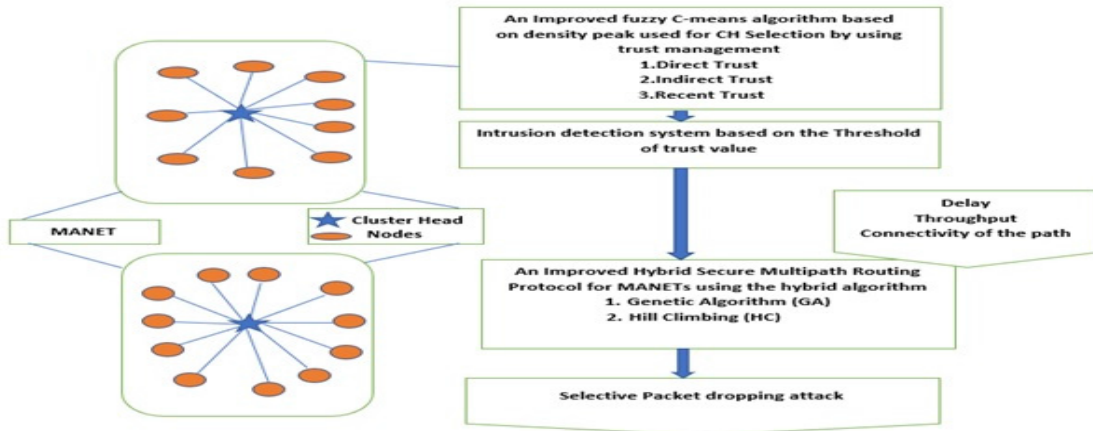 An Improved fuzzy C-means algorithm based
on density peak used for CH Selection by using
trust management
1.Direct Trust
2.Indirect Trust
3.Recent Trust
Intrusion detection system based on the Threshold
of trust value
MANET
Cluster Head
Nodes
Delay
Throughput
Connectivity of the path
An Improved Hybrid Secure Multipath Routing
Protocol for MANETs using the hybrid algorithm
1. Genetic Algorithm (GA)
2. Hill Climbing (HC)
Selective Packet dropping attack